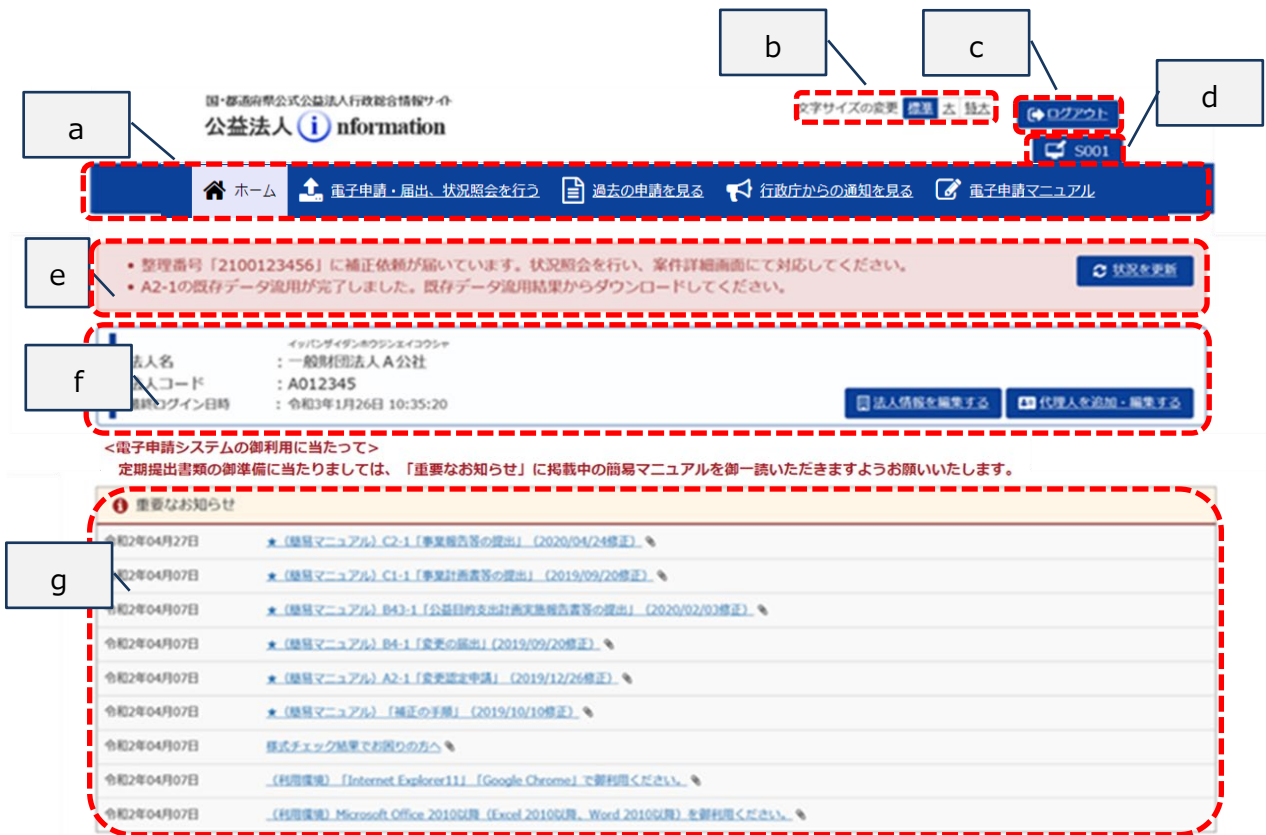 b
c
d
国・都道府県公式公益法人行政総合情報サイト
公益法人 i nformation
文字サイズの変更 標準 大 特大
ログアウト
a
S001
ホーム 電子申請・届出、状況照会を行う 過去の申請を見る 行政庁からの通知を見る 電子申請マニュアル
e
• 整理番号「2100123456」に補正依頼が届いています。状況照会を行い、案件詳細画面にて対応してください。
• A2-1の既存データ流用が完了しました。既存データ流用結果からダウンロードしてください。
状況を更新
イッパンザイダンホウジンエイコウシャ
法人名 : 一般財団法人A公社
f
法人コード : A012345
最終ログイン日時 : 令和3年1月26日 10:35:20
法人情報を編集する 代理人を追加・編集する
<電子申請システムの御利用に当たって>
定期提出書類の御準備に当たりましては、「重要なお知らせ」に掲載中の簡易マニュアルを御一読いただきますようお願いいたします。
重要なお知らせ
令和2年04月27日 ★（簡易マニュアル）C2-1「事業報告等の提出」（2020/04/24修正）
g
令和2年04月07日 ★（簡易マニュアル）C1-1「事業計画書等の提出」（2019/09/20修正）
令和2年04月07日 ★（簡易マニュアル）B43-1「公益目的支出計画実施報告書等の提出」（2020/02/03修正）
令和2年04月07日 ★（簡易マニュアル）B4-1「変更の届出」(2019/09/20修正）
令和2年04月07日 ★（簡易マニュアル）A2-1「変更認定申請」（2019/12/26修正）
令和2年04月07日 ★（簡易マニュアル）「補正の手順」（2019/10/10修正）
令和2年04月07日 様式チェック結果でお困りの方へ
令和2年04月07日 （利用環境）「Internet Explorer11」「Google Chrome」で御利用ください。
令和2年04月07日 （利用環境）Microsoft Office 2010以降（Excel 2010以降、Word 2010以降）を御利用ください。